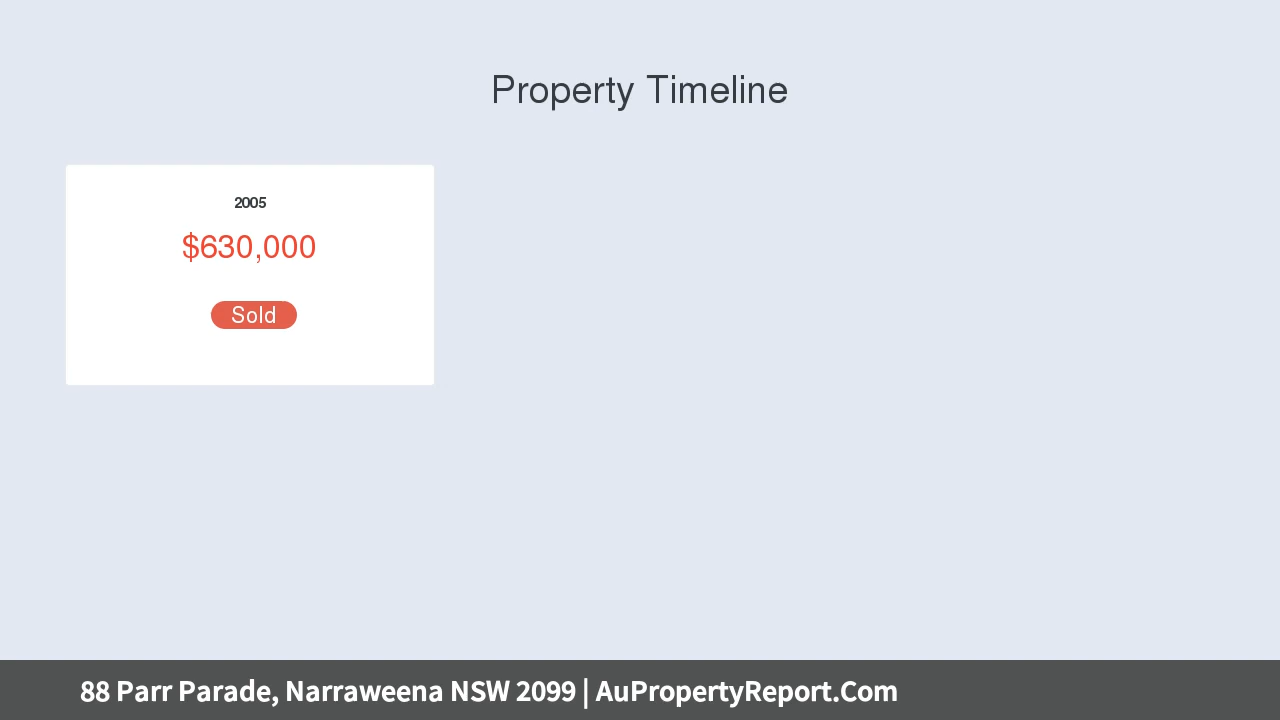 Property Timeline
2005
$630,000
Sold
88 Parr Parade, Narraweena NSW 2099 | AuPropertyReport.Com